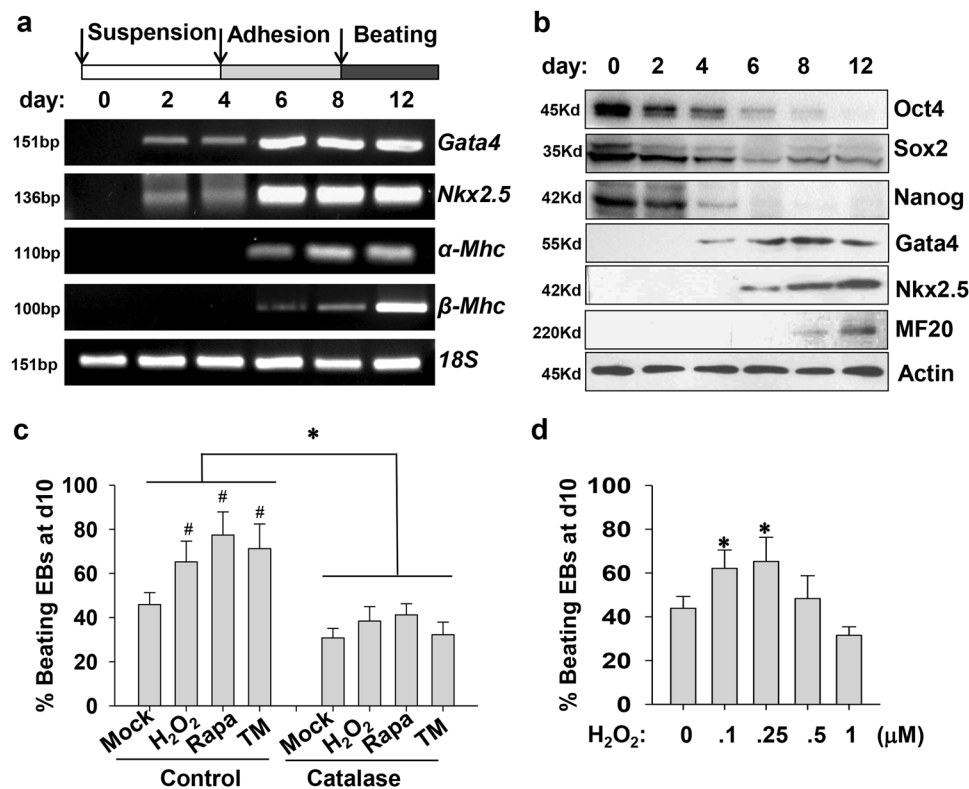 a
Suspension Adhesion Beating
day: 0 2 4 6 8 12
151bp Gata4
136bp Nkx2.5
110bp α-Mhc
100bp β-Mhc
151bp 18S
b
day: 0 2 4 6 8 12
45Kd Oct4
35Kd Sox2
42Kd Nanog
55Kd Gata4
42Kd Nkx2.5
220Kd MF20
45Kd Actin
c
*
% Beating EBs at d10
100
80
60
40
20
0
# # #
Mock H₂O₂ Rapa TM Mock H₂O₂ Rapa TM
Control Catalase
d
% Beating EBs at d10
100
80
60
40
20
0
* *
H₂O₂: 0 .1 .25 .5 1 (µM)